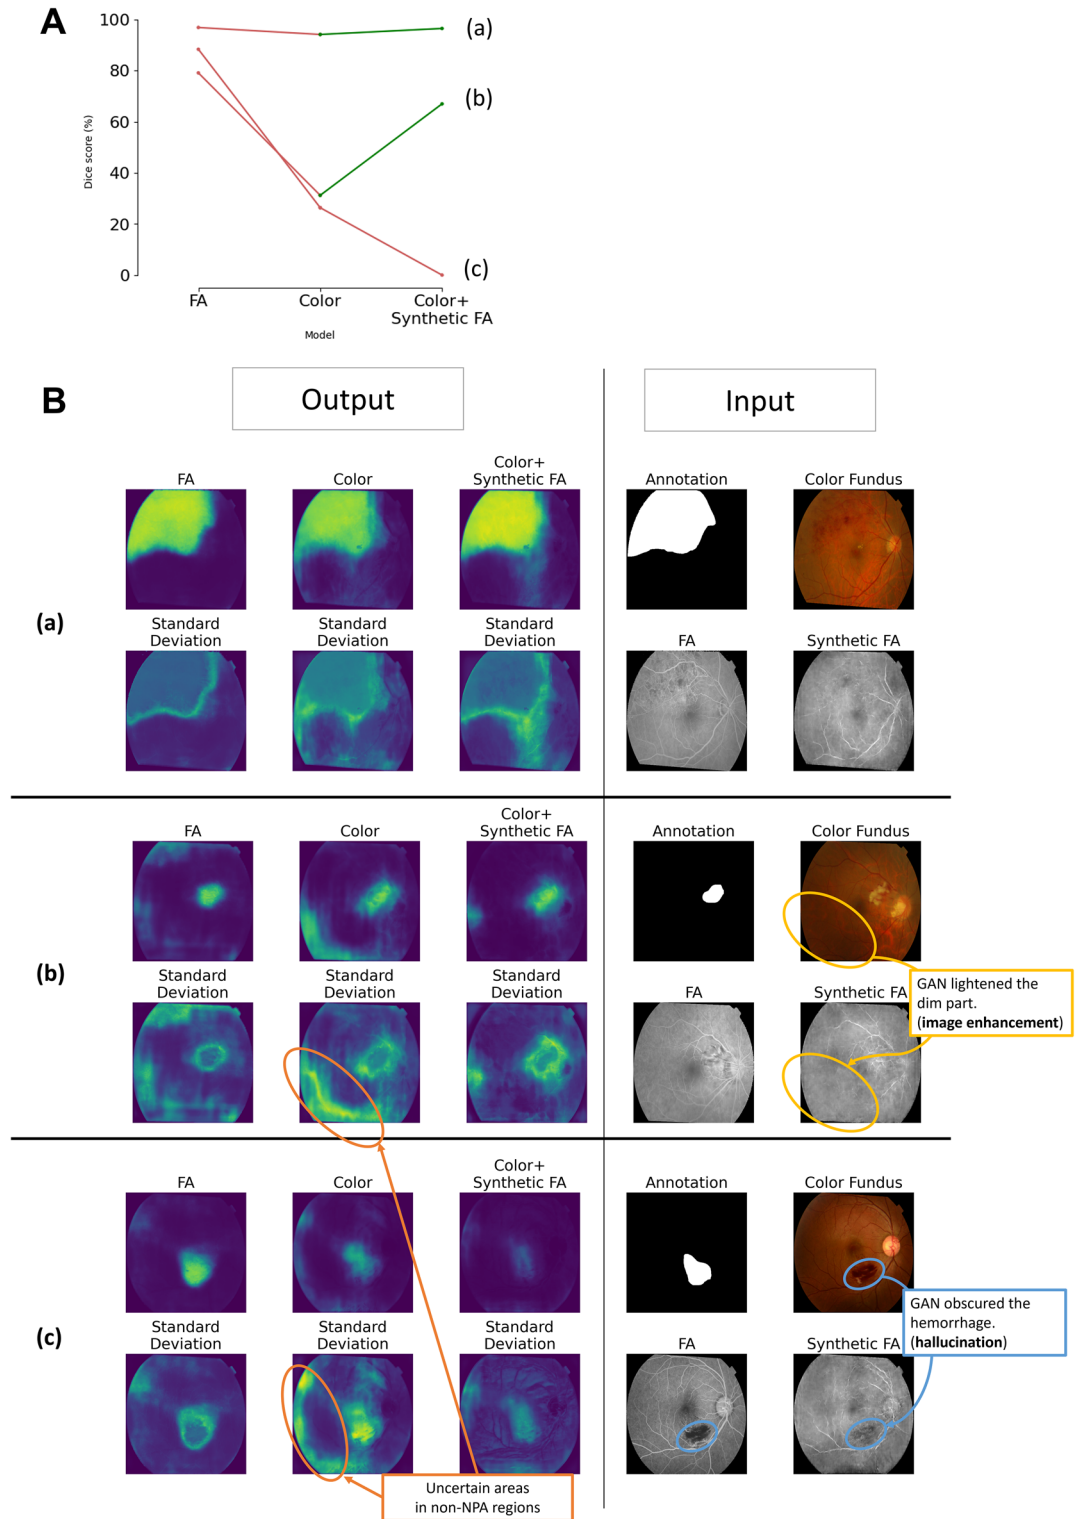 A
100
80
60
40
20
0
Dice score (%)
(a)
(b)
(c)
FA
Color
Color+
Synthetic FA
Model
B
Output
Input
FA
Color
Color+
Synthetic FA
Annotation
Color Fundus
(a)
Standard
Deviation
Standard
Deviation
Standard
Deviation
FA
Synthetic FA
FA
Color
Color+
Synthetic FA
Annotation
Color Fundus
(b)
Standard
Deviation
Standard
Deviation
Standard
Deviation
FA
Synthetic FA
GAN lightened the
dim part.
(image enhancement)
FA
Color
Color+
Synthetic FA
Annotation
Color Fundus
(c)
Standard
Deviation
Standard
Deviation
Standard
Deviation
FA
Synthetic FA
GAN obscured the
hemorrhage.
(hallucination)
Uncertain areas
in non-NPA regions